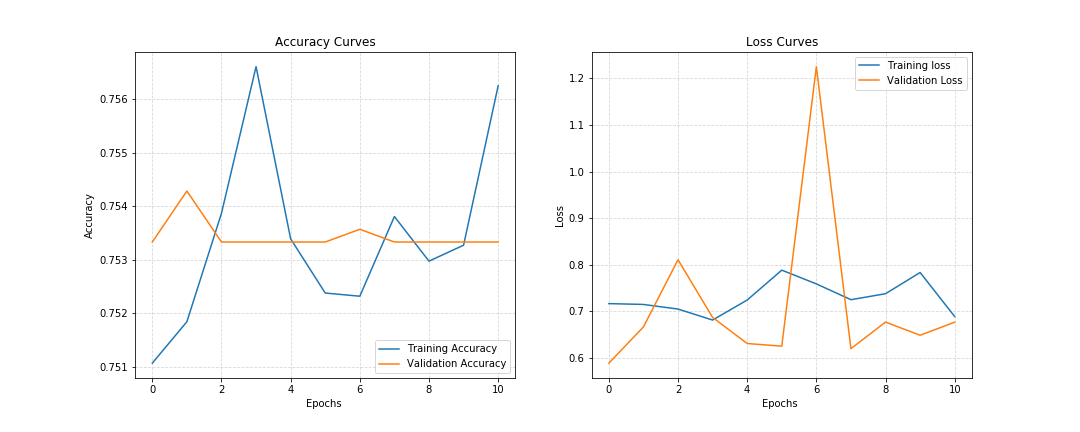 Accuracy Curves
0.756
0.755
0.754
0.753
0.752
0.751
Accuracy
0 2 4 6 8 10
Epochs
Training Accuracy
Validation Accuracy
Loss Curves
1.2
1.1
1.0
0.9
0.8
0.7
0.6
Loss
0 2 4 6 8 10
Epochs
Training loss
Validation Loss